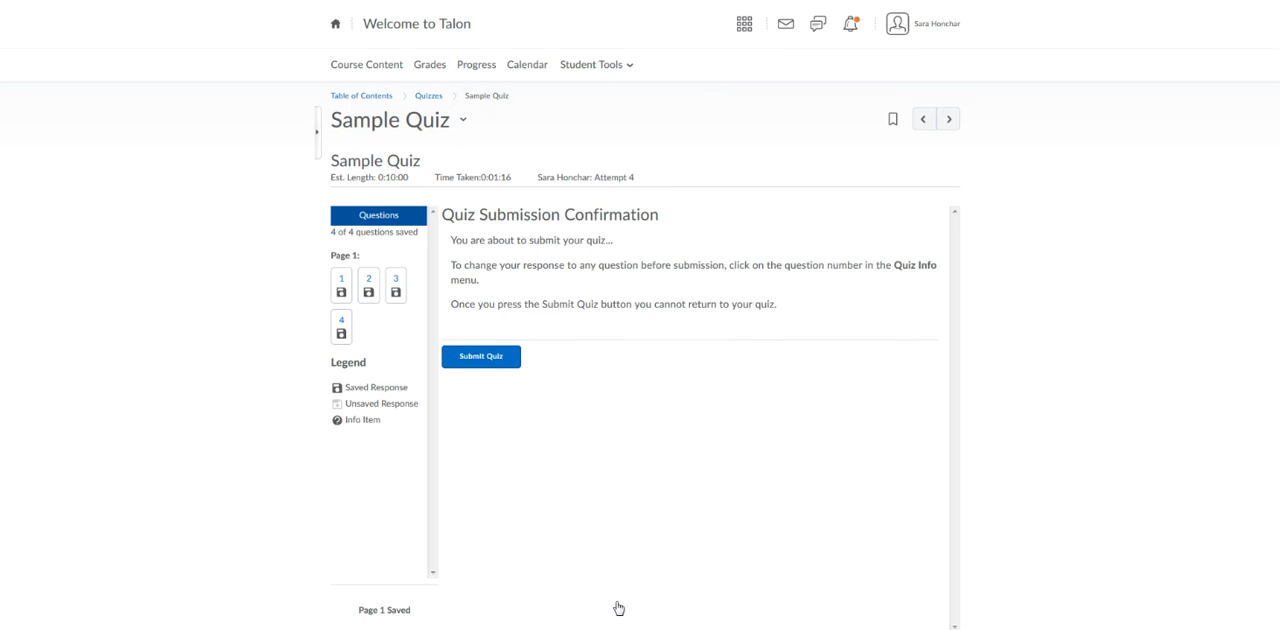 Welcome to Talon
Sara Honchar
Course Content Grades Progress Calendar Student Tools
Table of Contents Quizzes Sample Quiz
Sample Quiz
Sample Quiz
Est. Length: 0:10:00 Time Taken:0:01:16 Sara Honchar: Attempt 4
Questions
4 of 4 questions saved
Page 1:
1 2 3
4
Legend
Saved Response
Unsaved Response
Info Item
Page 1 Saved
Quiz Submission Confirmation
You are about to submit your quiz...
To change your response to any question before submission, click on the question number in the Quiz Info
menu.
Once you press the Submit Quiz button you cannot return to your quiz.
Submit Quiz